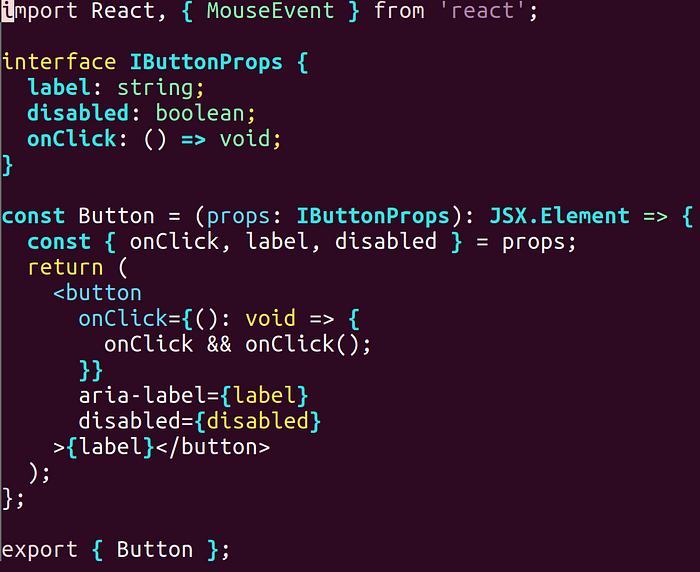 import React, { MouseEvent } from 'react';

interface IButtonProps {
  label: string;
  disabled: boolean;
  onClick: () => void;
}

const Button = (props: IButtonProps): JSX.Element => {
  const { onClick, label, disabled } = props;
  return (
    <button
      onClick={(): void => {
        onClick && onClick();
      }}
      aria-label={label}
      disabled={disabled}
    >{label}</button>
  );
};

export { Button };